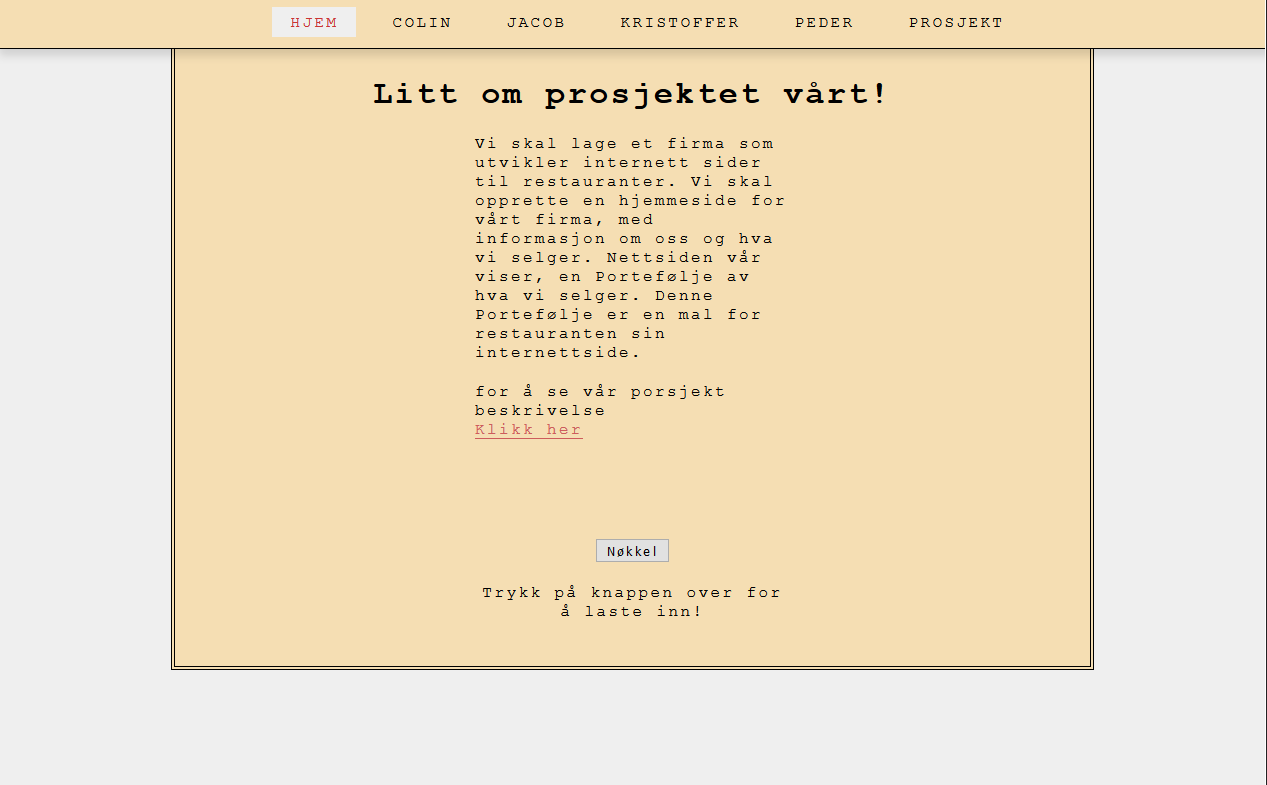 HJEM COLIN JACOB KRISTOFFER PEDER PROSJEKT
Litt om prosjektet vårt!
Vi skal lage et firma som
utvikler internett sider
til restauranter. Vi skal
opprette en hjemmeside for
vårt firma, med
informasjon om oss og hva
vi selger. Nettsiden vår
viser, en Portefølje av
hva vi selger. Denne
Portefølje er en mal for
restauranten sin
internettside.
for å se vår porsjekt
beskrivelse
Klikk her
Nøkkel
Trykk på knappen over for
å laste inn!